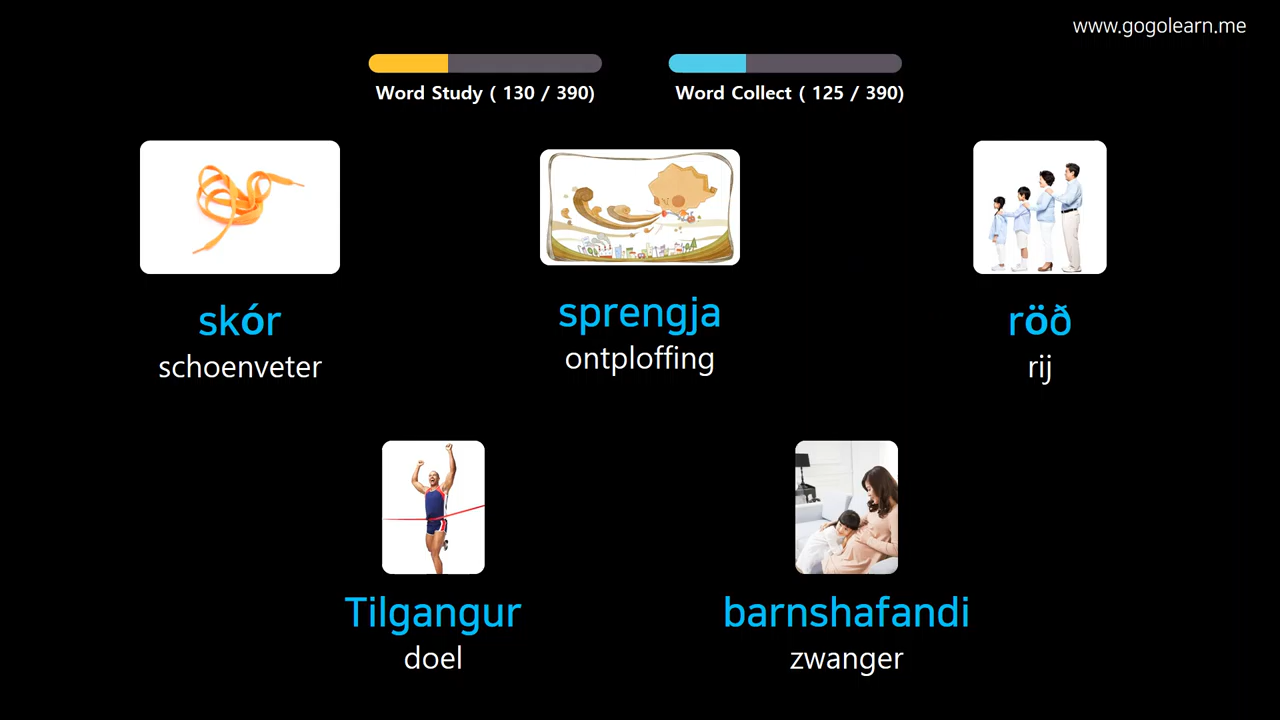 www.gogolearn.me
Word Study ( 130 / 390)
Word Collect ( 125 / 390)
skór
schoenveter
sprengja
ontploffing
röð
rij
Tilgangur
doel
barnshafandi
zwanger